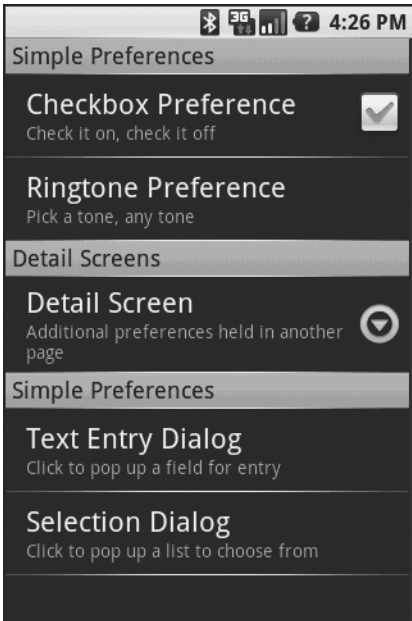 3G
?
4:26 PM
Simple Preferences
Checkbox Preference
Check it on, check it off
Ringtone Preference
Pick a tone, any tone
Detail Screens
Detail Screen
Additional preferences held in another
page
Simple Preferences
Text Entry Dialog
Click to pop up a field for entry
Selection Dialog
Click to pop up a list to choose from